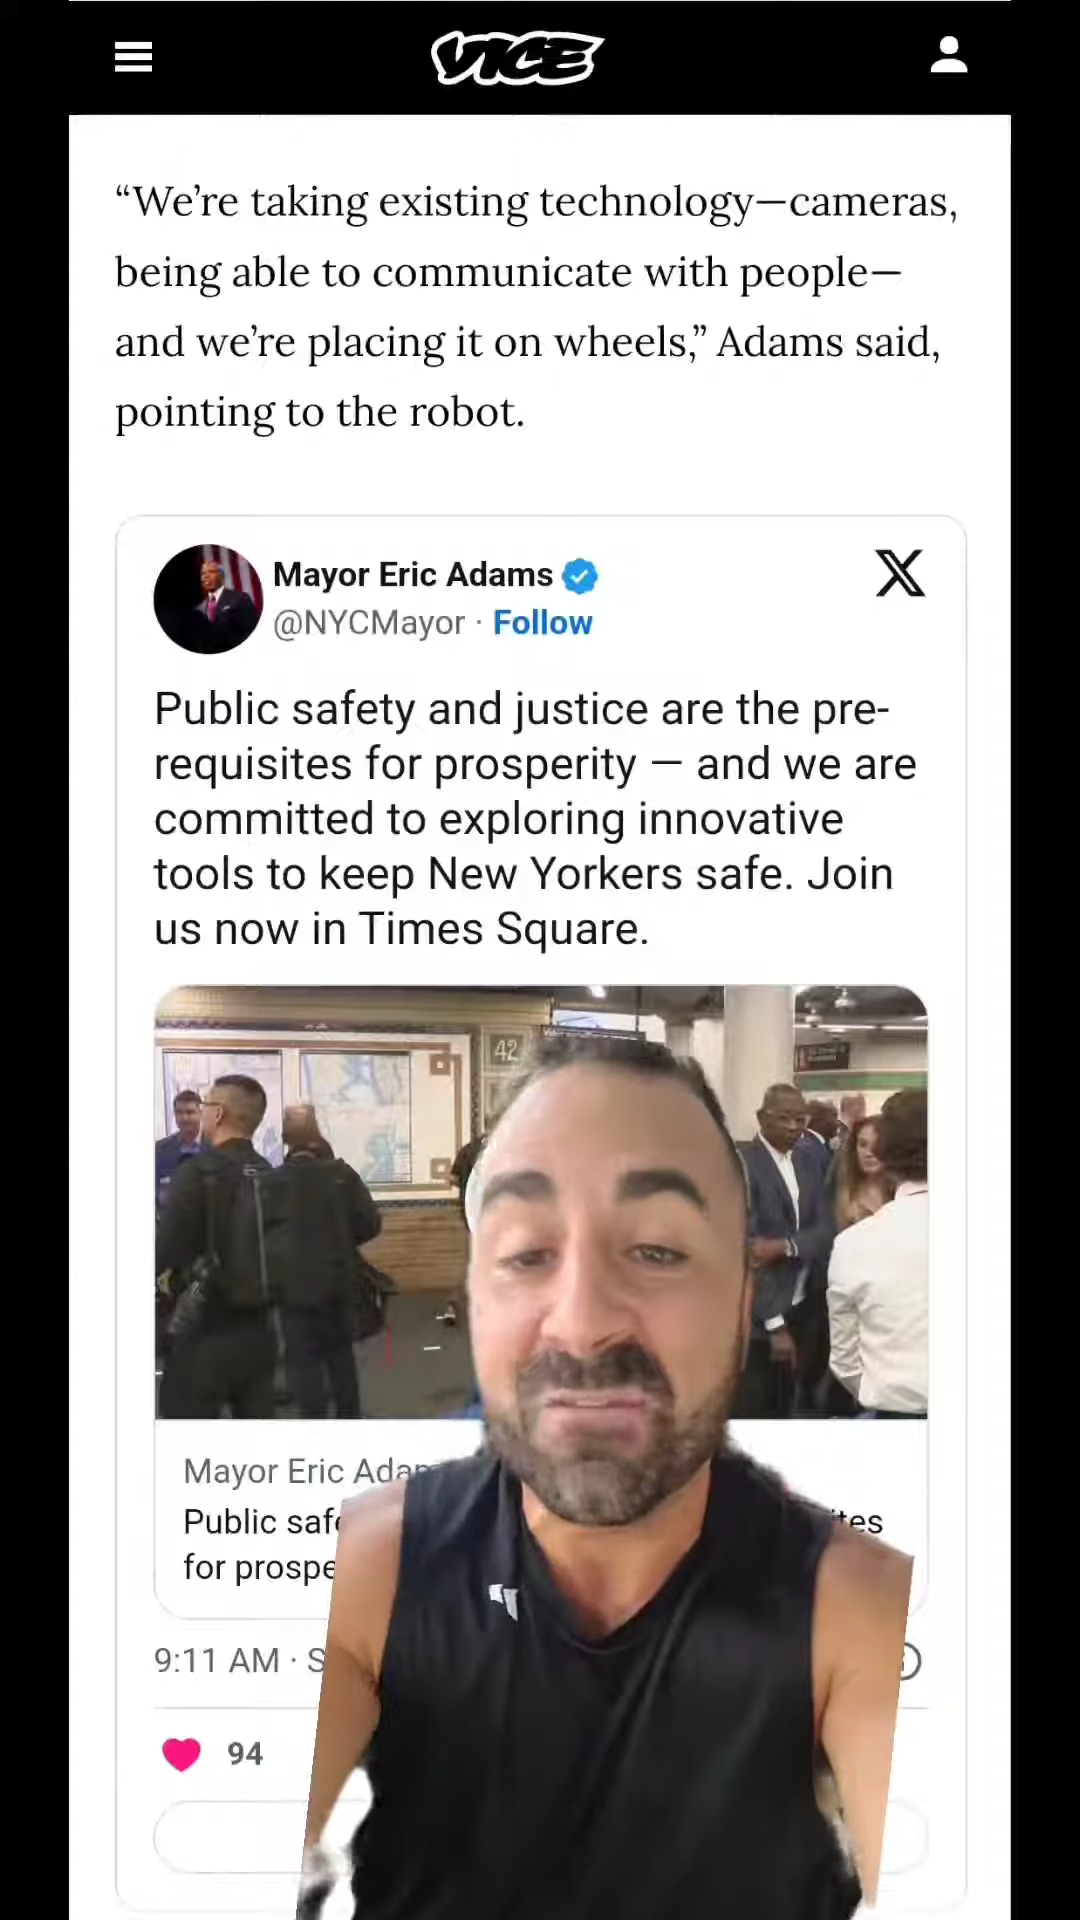 VICE
“We’re taking existing technology—cameras,
being able to communicate with people—
and we’re placing it on wheels,” Adams said,
pointing to the robot.
Mayor Eric Adams
@NYCMayor · Follow
Public safety and justice are the pre-
requisites for prosperity — and we are
committed to exploring innovative
tools to keep New Yorkers safe. Join
us now in Times Square.
42
Mayor Eric Adam
Public safe
for prospe
9:11 AM · S
94